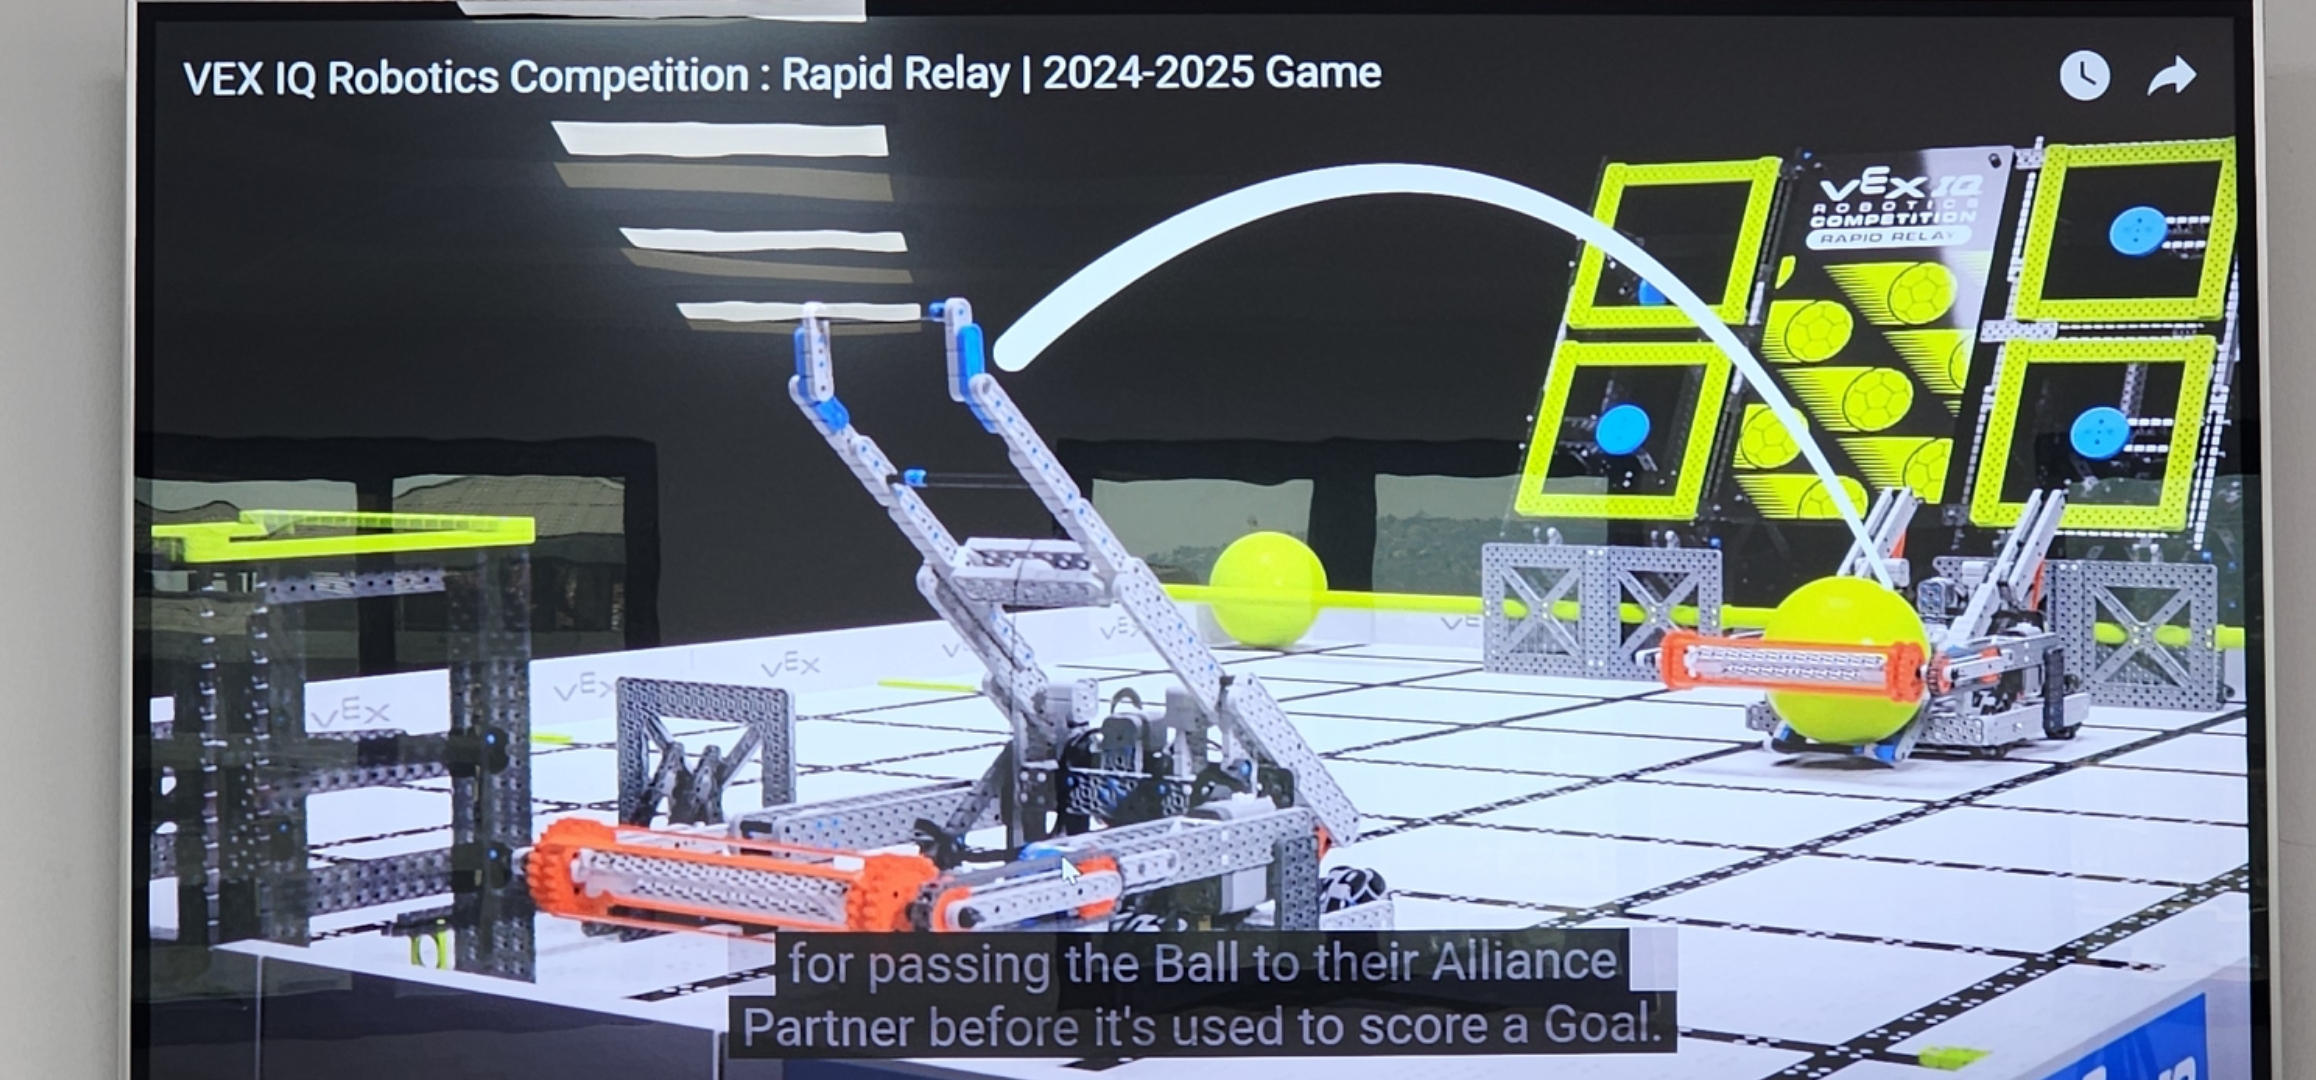 VEX IQ Robotics Competition : Rapid Relay | 2024-2025 Game
VEX IQ
ROBOTICS
COMPETITION
RAPID RELAY
VEX
VEX
VEX
for passing the Ball to their Alliance
Partner before it's used to score a Goal.